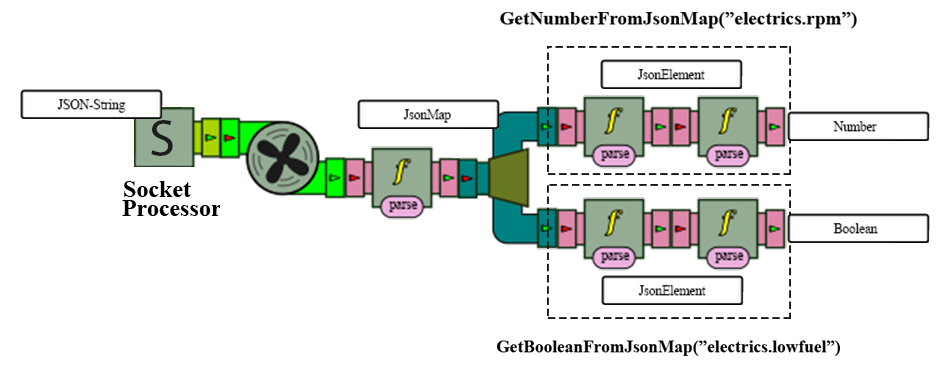 GetNumberFromJsonMap(”electrics.rpm”)
JsonElement
JSON-String
JsonMap
f
f
Number
S
parse
parse
f
Socket
Processor
parse
f
f
Boolean
parse
parse
JsonElement
GetBooleanFromJsonMap(”electrics.lowfuel”)